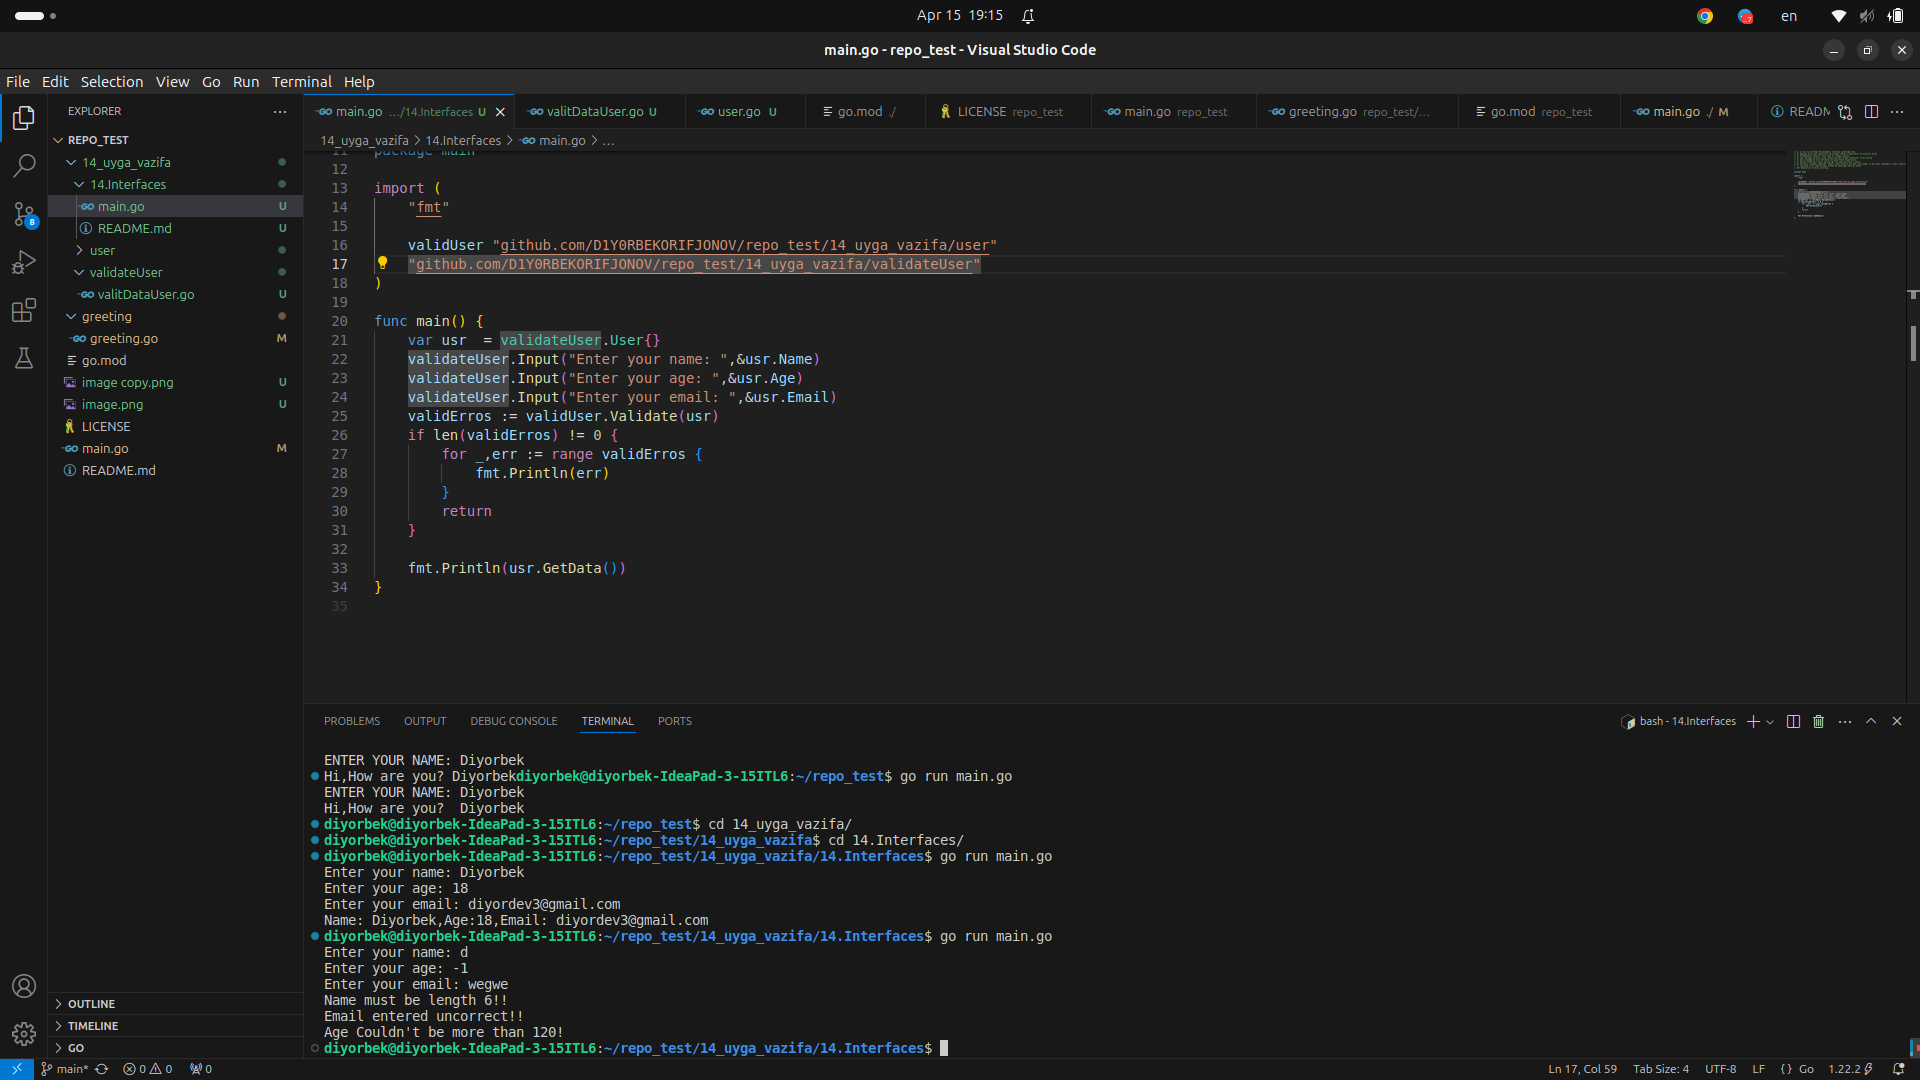 Apr 15 19:15
en
main.go - repo_test - Visual Studio Code
File Edit Selection View Go Run Terminal Help
EXPLORER
main.go …/14.Interfaces U
valitDataUser.go U
user.go U
go.mod ./
LICENSE repo_test
main.go repo_test
greeting.go repo_test/...
go.mod repo_test
main.go ./ M
READM
REPO_TEST
14_uyga_vazifa
14.Interfaces
main.go U
README.md U
user
validateUser
valitDataUser.go U
greeting
greeting.go M
go.mod
image copy.png U
image.png U
LICENSE
main.go M
README.md
8
OUTLINE
TIMELINE
GO
14_uyga_vazifa > 14.Interfaces > main.go > ...
11 package main
12
13 import (
14 "fmt"
15
16 validUser "github.com/D1Y0RBEKORIFJONOV/repo_test/14_uyga_vazifa/user"
17 "github.com/D1Y0RBEKORIFJONOV/repo_test/14_uyga_vazifa/validateUser"
18 )
19
20 func main() {
21 var usr  = validateUser.User{}
22 validateUser.Input("Enter your name: ",&usr.Name)
23 validateUser.Input("Enter your age: ",&usr.Age)
24 validateUser.Input("Enter your email: ",&usr.Email)
25 validErros := validUser.Validate(usr)
26 if len(validErros) != 0 {
27 for _,err := range validErros {
28 fmt.Println(err)
29 }
30 return
31 }
32
33 fmt.Println(usr.GetData())
34 }
35
PROBLEMS OUTPUT DEBUG CONSOLE TERMINAL PORTS
bash - 14.Interfaces
ENTER YOUR NAME: Diyorbek
Hi,How are you? Diyorbekdiyorbek@diyorbek-IdeaPad-3-15ITL6:~/repo_test$ go run main.go
ENTER YOUR NAME: Diyorbek
Hi,How are you?  Diyorbek
diyorbek@diyorbek-IdeaPad-3-15ITL6:~/repo_test$ cd 14_uyga_vazifa/
diyorbek@diyorbek-IdeaPad-3-15ITL6:~/repo_test/14_uyga_vazifa$ cd 14.Interfaces/
diyorbek@diyorbek-IdeaPad-3-15ITL6:~/repo_test/14_uyga_vazifa/14.Interfaces$ go run main.go
Enter your name: Diyorbek
Enter your age: 18
Enter your email: diyordev3@gmail.com
Name: Diyorbek,Age:18,Email: diyordev3@gmail.com
diyorbek@diyorbek-IdeaPad-3-15ITL6:~/repo_test/14_uyga_vazifa/14.Interfaces$ go run main.go
Enter your name: d
Enter your age: -1
Enter your email: wegwe
Name must be length 6!!
Email entered uncorrect!!
Age Couldn't be more than 120!
diyorbek@diyorbek-IdeaPad-3-15ITL6:~/repo_test/14_uyga_vazifa/14.Interfaces$
main* 0 0 0
Ln 17, Col 59 Tab Size: 4 UTF-8 LF { } Go 1.22.2